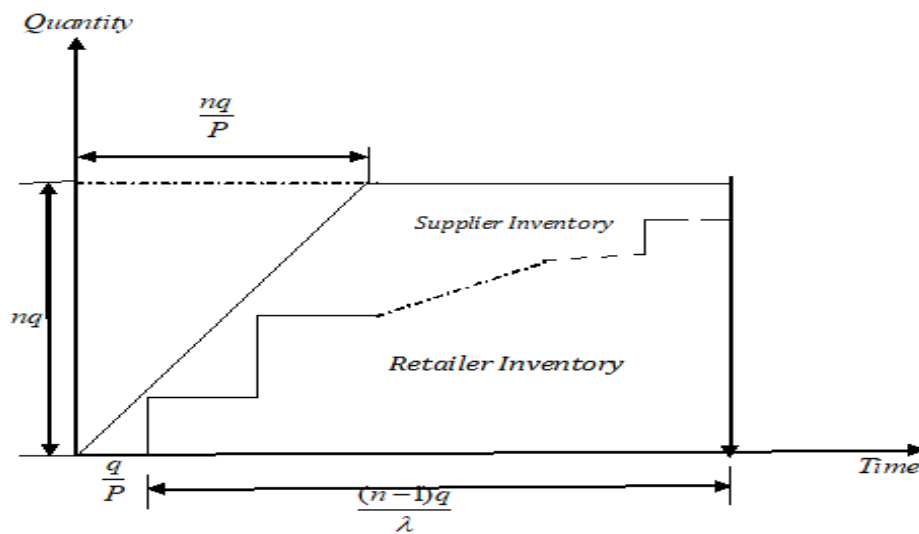 Quantity
nq
P
Supplier Inventory
nq
Retailer Inventory
q
P
(n−1)q
λ
Time